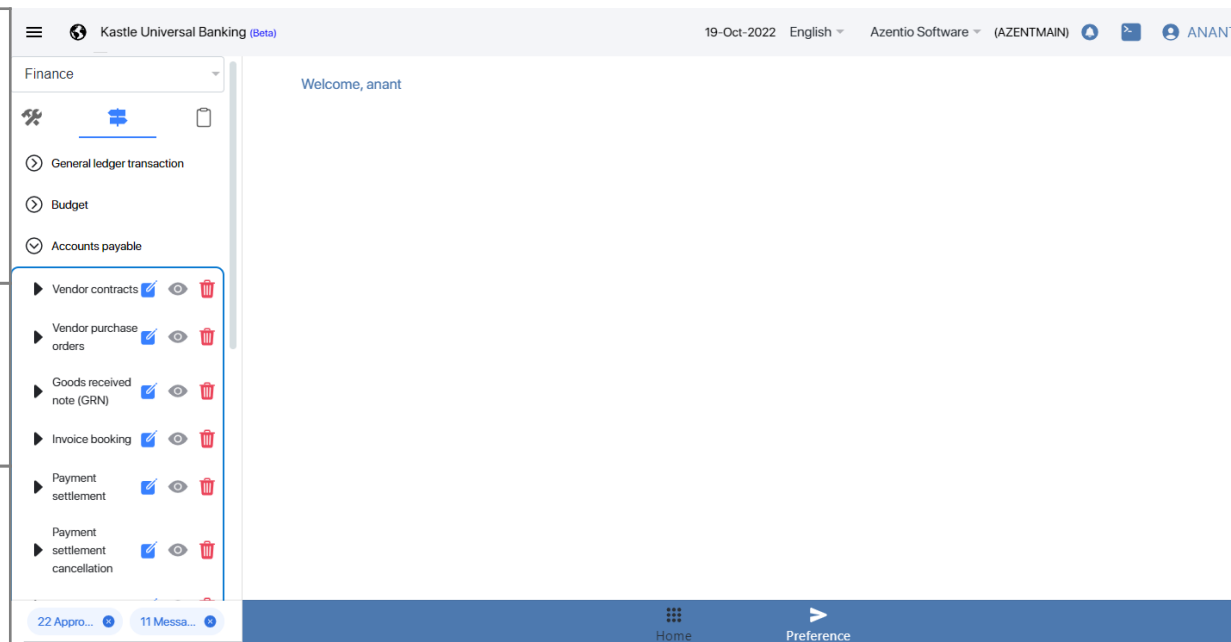 Kastle Universal Banking (Beta)
19-Oct-2022 English Azentio Software (AZENTMAIN) ANANT
Finance
Welcome, anant
General ledger transaction
Budget
Accounts payable
Vendor contracts
Vendor purchase
orders
Goods received
note (GRN)
Invoice booking
Payment
settlement
Payment
settlement
cancellation
22 Appro... 11 Messa...
Home Preference